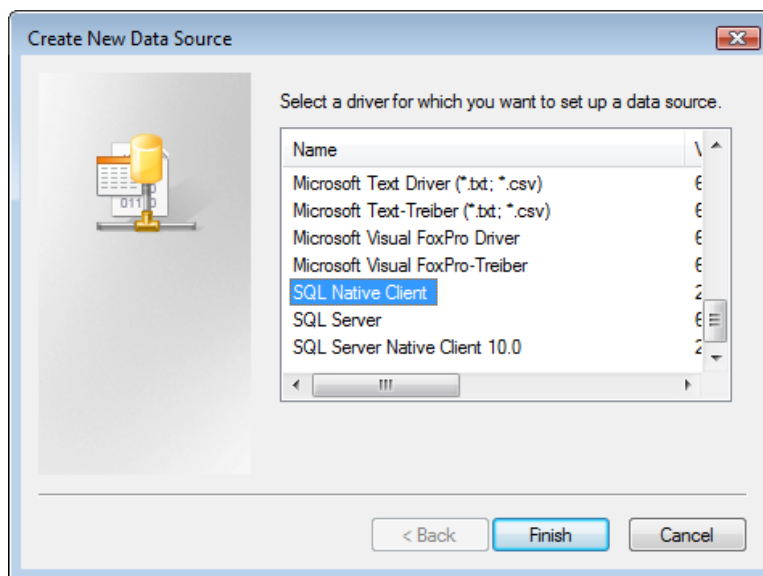 Create New Data Source
Select a driver for which you want to set up a data source.
Name
Microsoft Text Driver (*.txt; *.csv)
Microsoft Text-Treiber (*.txt; *.csv)
Microsoft Visual FoxPro Driver
Microsoft Visual FoxPro-Treiber
SQL Native Client
SQL Server
SQL Server Native Client 10.0
< Back Finish Cancel